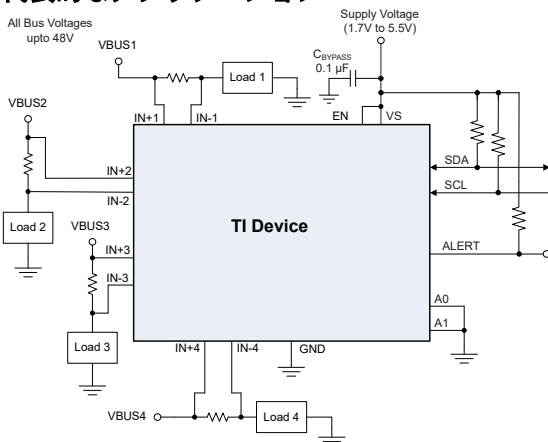 All Bus Voltages
upto 48V
Supply Voltage
(1.7V to 5.5V)
VBUS1
CBYPASS
0.1 µF
Load 1
VBUS2
IN+1
IN-1
EN
VS
IN+2
SDA
IN-2
SCL
Load 2
VBUS3
TI Device
IN+3
ALERT
IN-3
A0
A1
Load 3
IN+4
IN-4
GND
VBUS4
Load 4